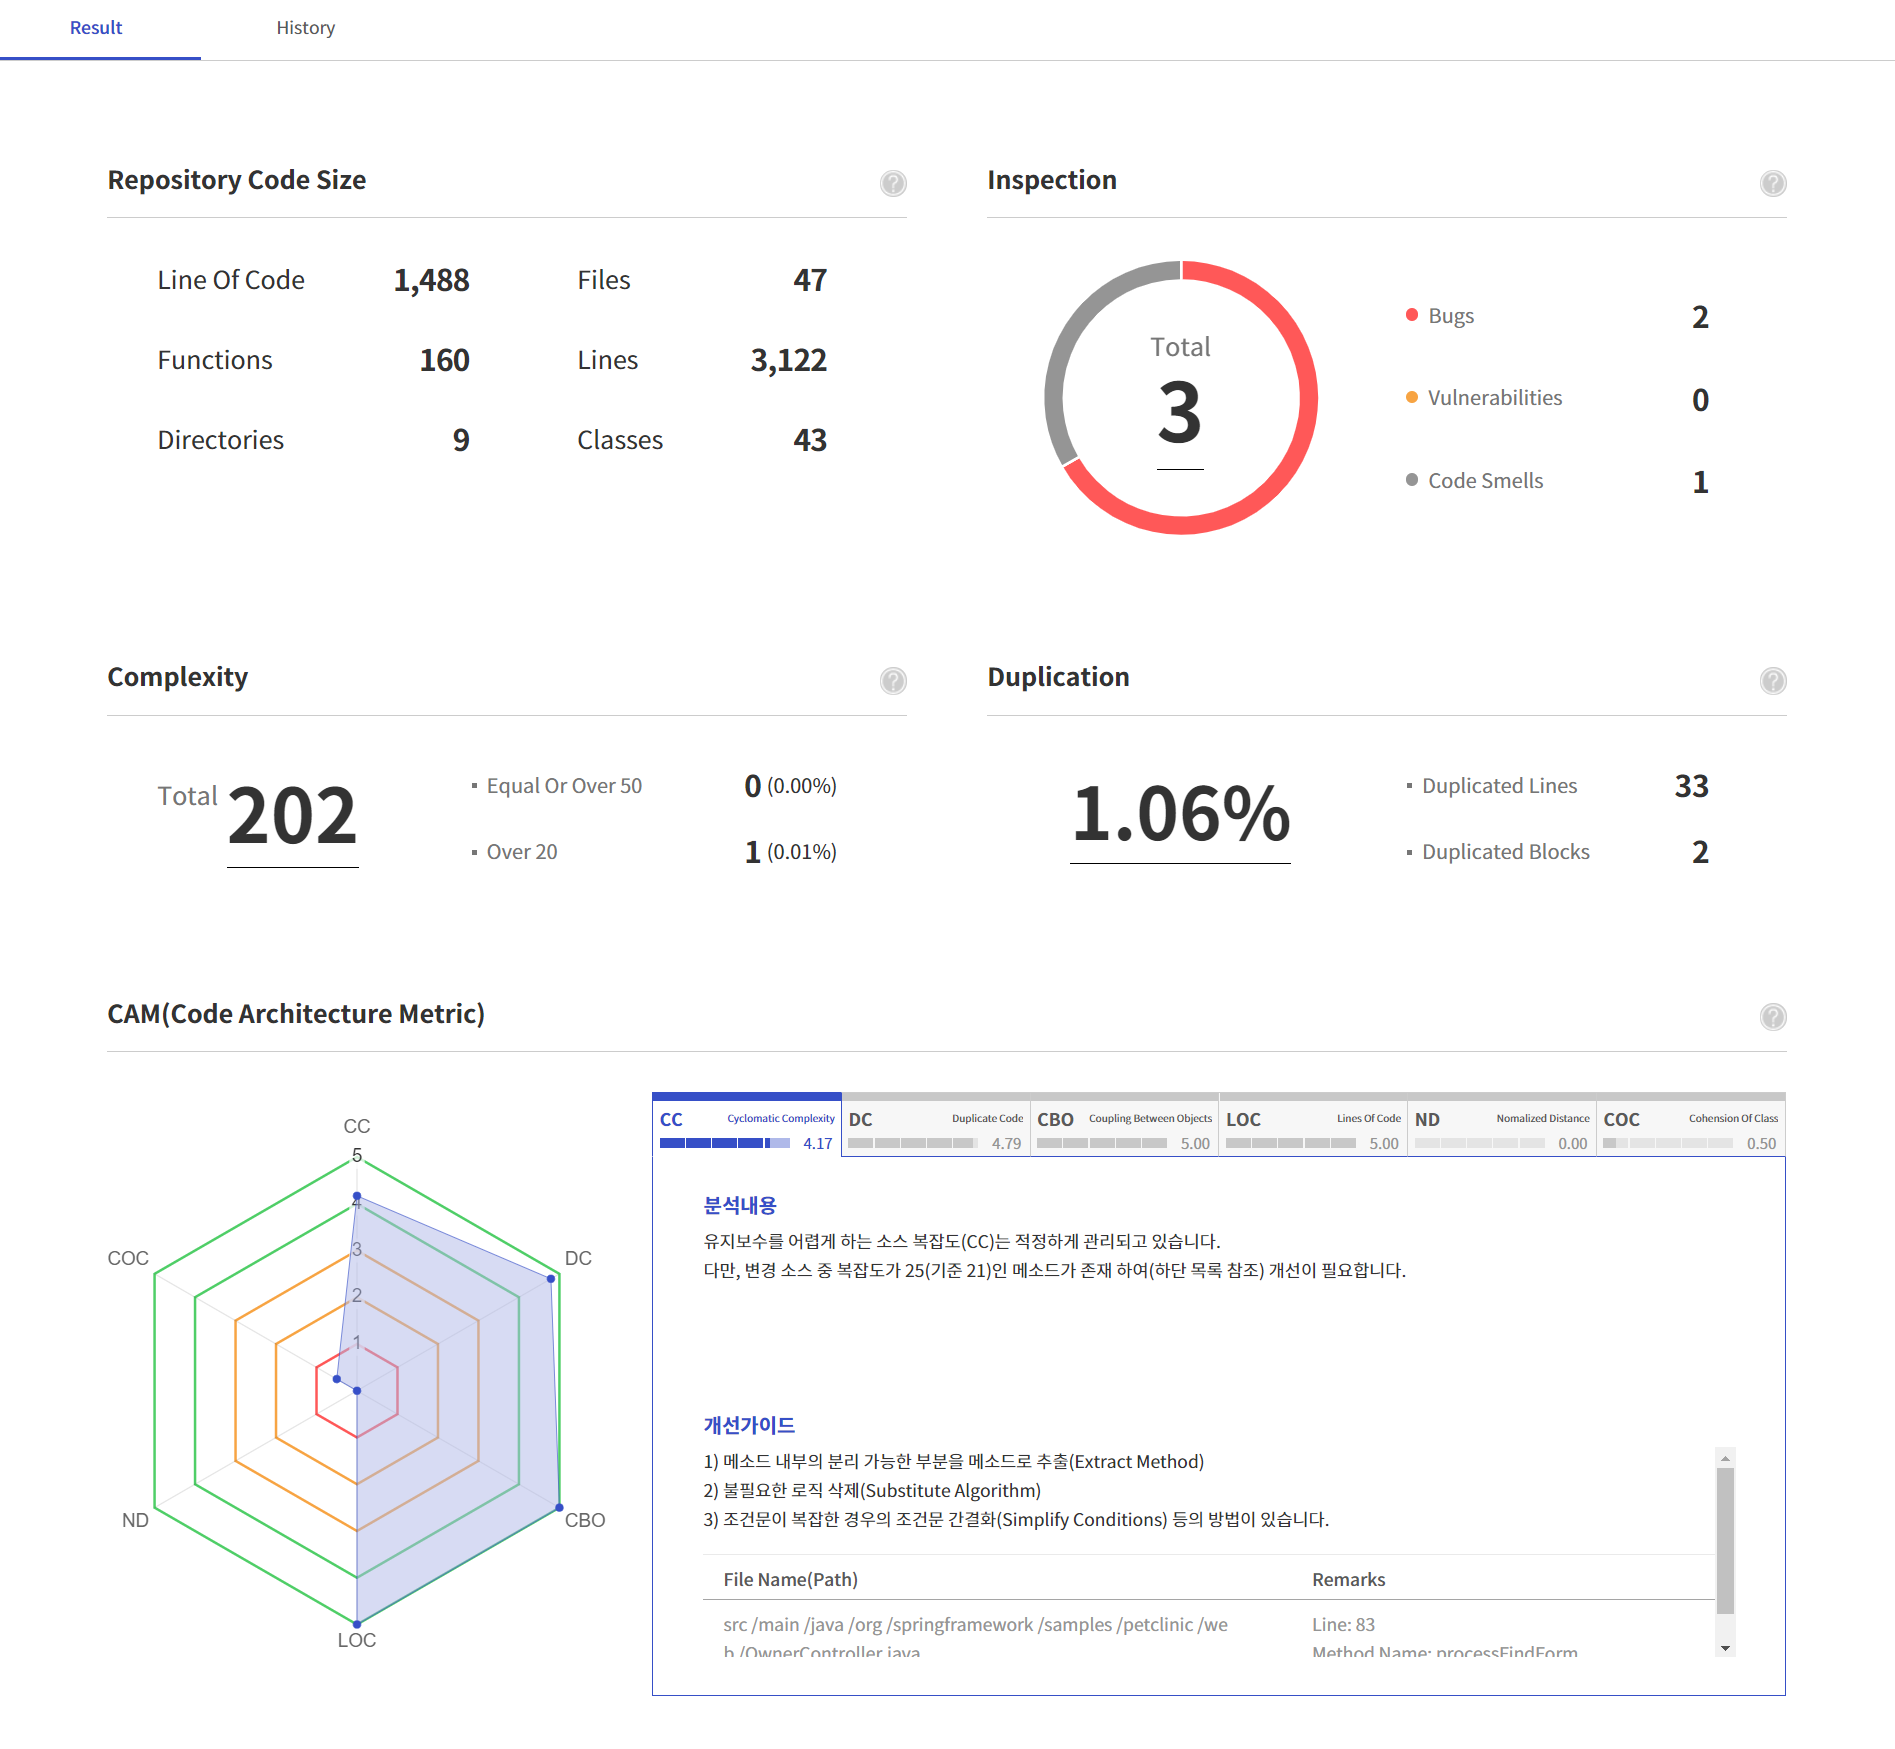 Result
History
Repository Code Size
Line Of Code 1,488
Files 47
Functions 160
Lines 3,122
Directories 9
Classes 43
Inspection
Total
3
Bugs 2
Vulnerabilities 0
Code Smells 1
Complexity
Total 202
Equal Or Over 50 0 (0.00%)
Over 20 1 (0.01%)
Duplication
1.06%
Duplicated Lines 33
Duplicated Blocks 2
CAM(Code Architecture Metric)
CC
5
4
3
2
1
COC
DC
ND
CBO
LOC
CC Cyclomatic Complexity
4.17
DC Duplicate Code
4.79
CBO Coupling Between Objects
5.00
LOC Lines Of Code
5.00
ND Nomalized Distance
0.00
COC Cohension Of Class
0.50
분석내용
유지보수를 어렵게 하는 소스 복잡도(CC)는 적정하게 관리되고 있습니다.
다만, 변경 소스 중 복잡도가 25(기준 21)인 메소드가 존재 하여(하단 목록 참조) 개선이 필요합니다.
개선가이드
1) 메소드 내부의 분리 가능한 부분을 메소드로 추출(Extract Method)
2) 불필요한 로직 삭제(Substitute Algorithm)
3) 조건문이 복잡한 경우의 조건문 간결화(Simplify Conditions) 등의 방법이 있습니다.
File Name(Path)
Remarks
src /main /java /org /springframework /samples /petclinic /we
b /OwnerController.java
Line: 83
Method Name: processFindForm